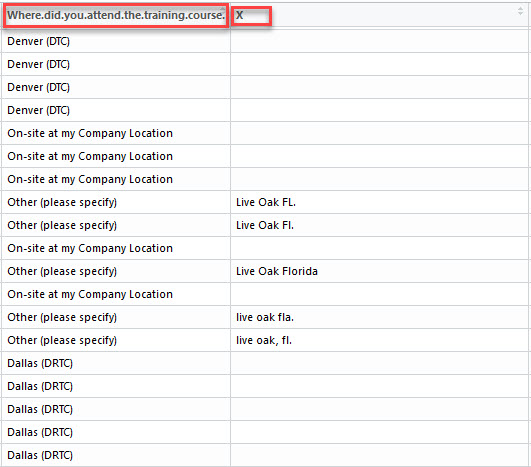 Where.did.you.attend.the.training.course. X
Denver (DTC)
Denver (DTC)
Denver (DTC)
Denver (DTC)
On-site at my Company Location
On-site at my Company Location
On-site at my Company Location
Other (please specify) Live Oak FL.
Other (please specify) Live Oak Fl.
On-site at my Company Location
Other (please specify) Live Oak Florida
On-site at my Company Location
Other (please specify) live oak fla.
Other (please specify) live oak, fl.
Dallas (DRTC)
Dallas (DRTC)
Dallas (DRTC)
Dallas (DRTC)
Dallas (DRTC)